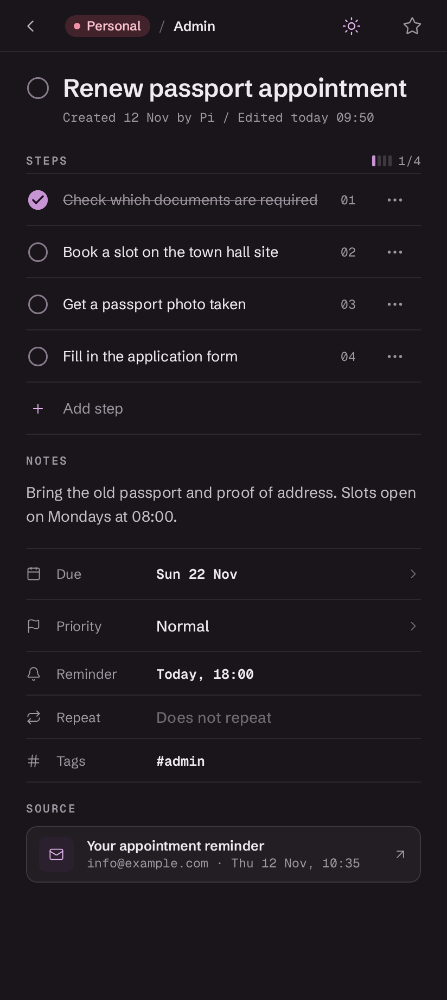 Personal / Admin
Renew passport appointment
Created 12 Nov by Pi / Edited today 09:50
STEPS 1/4
Check which documents are required 01
Book a slot on the town hall site 02
Get a passport photo taken 03
Fill in the application form 04
Add step
NOTES
Bring the old passport and proof of address. Slots open
on Mondays at 08:00.
Due Sun 22 Nov
Priority Normal
Reminder Today, 18:00
Repeat Does not repeat
Tags #admin
SOURCE
Your appointment reminder
info@example.com · Thu 12 Nov, 10:35